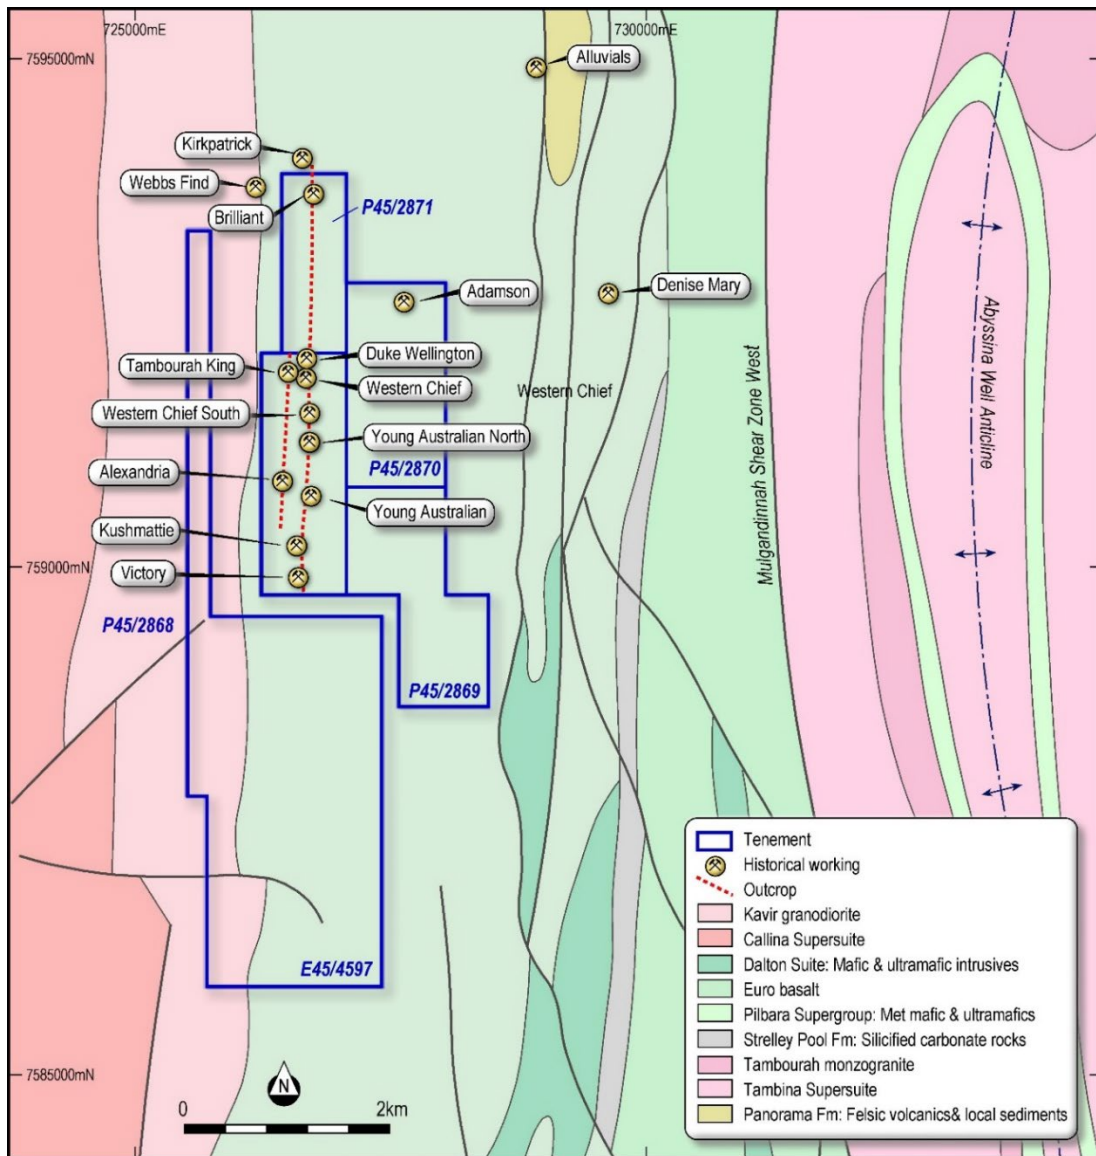 725000mE
730000mE
7595000mN
Alluvials
Kirkpatrick
Webbs Find
Brilliant
P45/2871
Adamson
Denise Mary
Abyssina Well Anticline
Mulgandinnah Shear Zone West
Duke Wellington
Tambourah King
Western Chief
Western Chief
Western Chief South
Young Australian North
Alexandria
P45/2870
Young Australian
Kushmattie
759000mN
Victory
P45/2868
P45/2869
E45/4597
7585000mN
N
0
2km
Tenement
Historical working
Outcrop
Kavir granodiorite
Callina Supersuite
Dalton Suite: Mafic & ultramafic intrusives
Euro basalt
Pilbara Supergroup: Met mafic & ultramafics
Strelley Pool Fm: Silicified carbonate rocks
Tambourah monzogranite
Tambina Supersuite
Panorama Fm: Felsic volcanics& local sediments